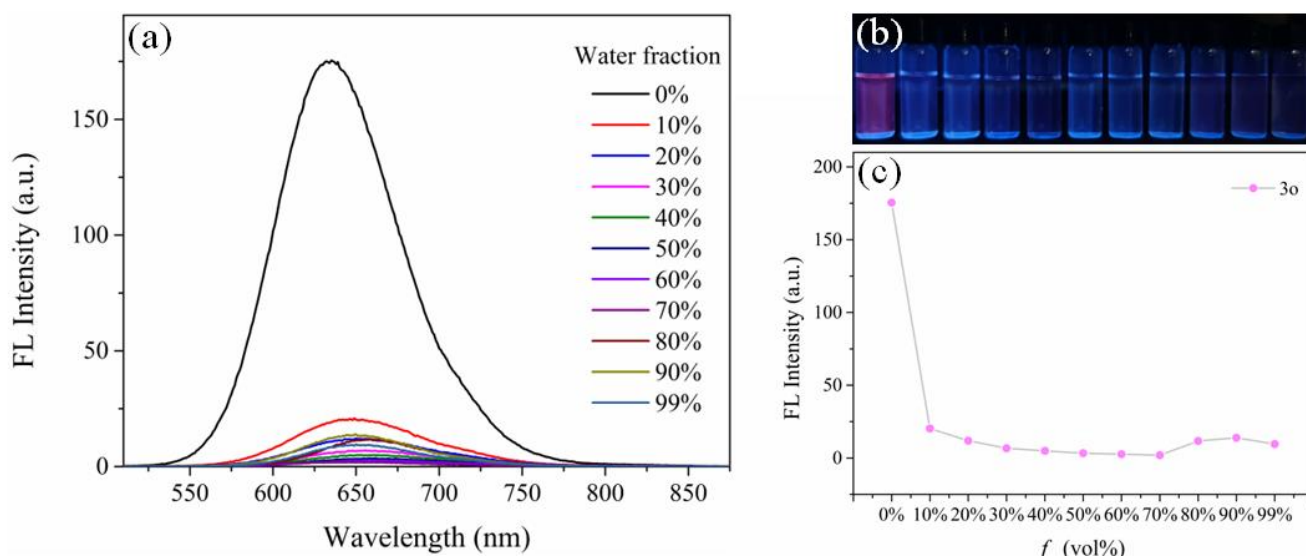 (a)
FL Intensity (a.u.)
150
100
50
0
550 600 650 700 750 800 850
Wavelength (nm)
Water fraction
0%
10%
20%
30%
40%
50%
60%
70%
80%
90%
99%
(b)
(c)
FL Intensity (a.u.)
200
150
100
50
0
3o
0% 10% 20% 30% 40% 50% 60% 70% 80% 90% 99%
f (vol%)